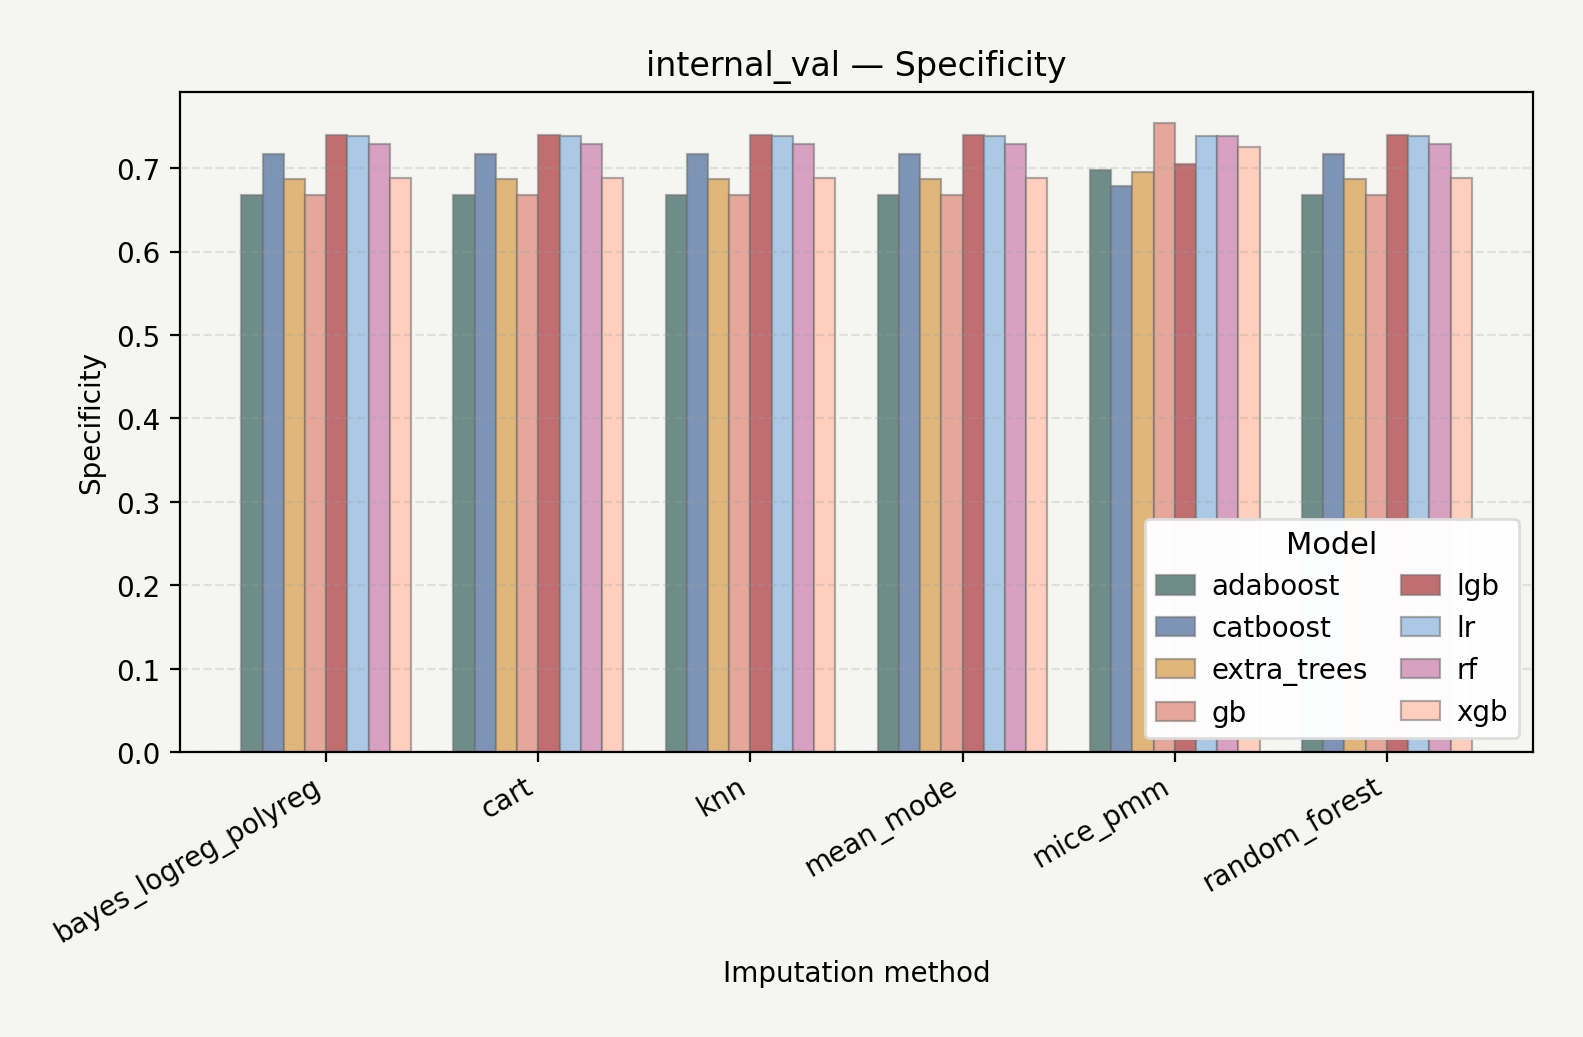 internal_val — Specificity
Specificity
0.7
0.6
0.5
0.4
0.3
0.2
0.1
0.0
bayes_logreg_polyreg
cart
knn
mean_mode
mice_pmm
random_forest
Imputation method
Model
adaboost
catboost
extra_trees
gb
lgb
lr
rf
xgb